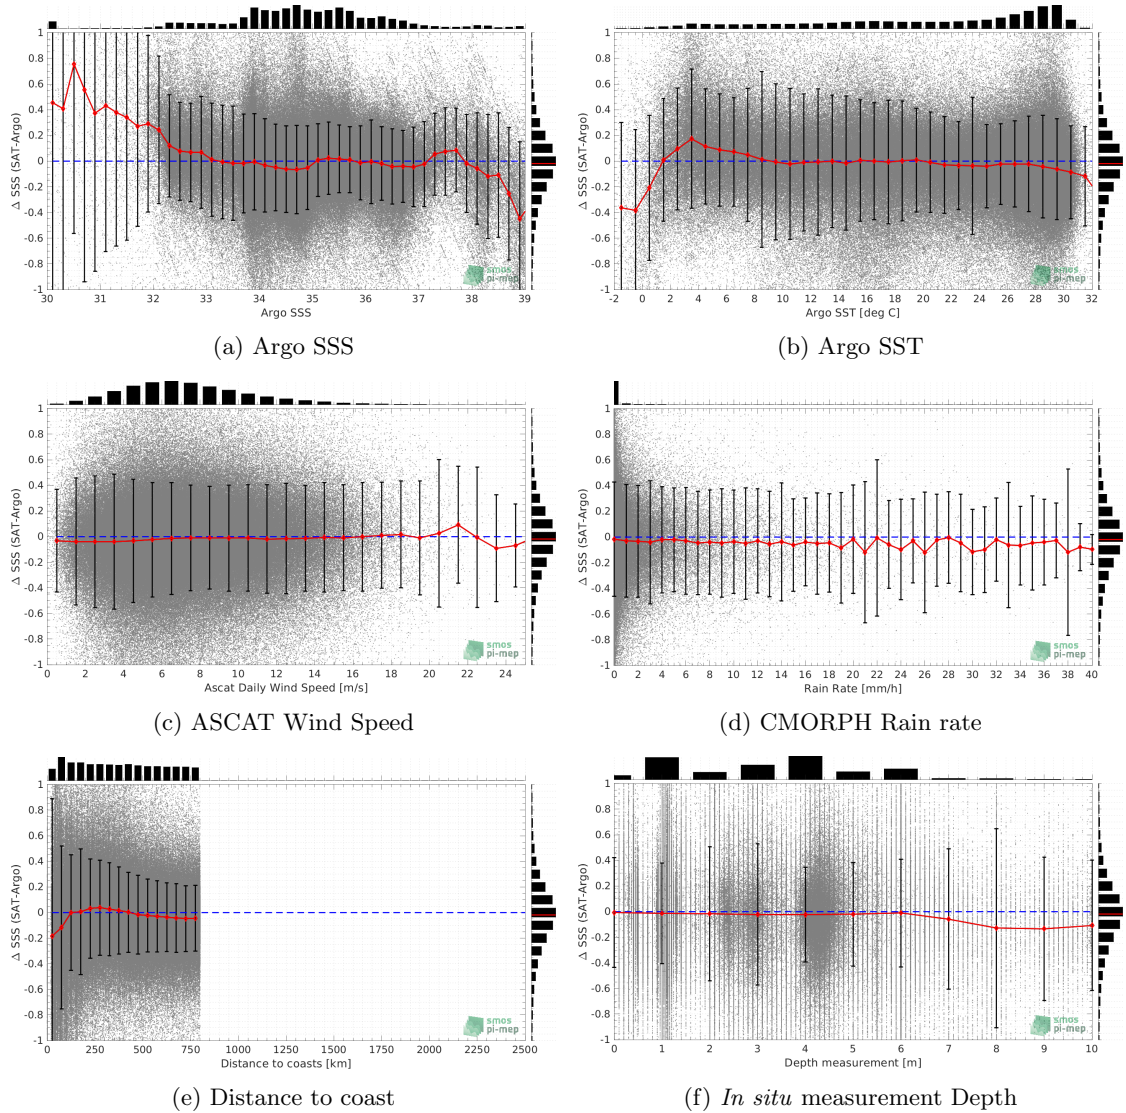 1
0.8
0.6
0.4
0.2
0
-0.2
-0.4
-0.6
-0.8
-1
Δ SSS (SAT-Argo)
30 31 32 33 34 35 36 37 38 39
Argo SSS
smos
pi-mep
(a) Argo SSS
1
0.8
0.6
0.4
0.2
0
-0.2
-0.4
-0.6
-0.8
-1
Δ SSS (SAT-Argo)
-2 0 2 4 6 8 10 12 14 16 18 20 22 24 26 28 30 32
Argo SST [deg C]
smos
pi-mep
(b) Argo SST
1
0.8
0.6
0.4
0.2
0
-0.2
-0.4
-0.6
-0.8
-1
Δ SSS (SAT-Argo)
0 2 4 6 8 10 12 14 16 18 20 22 24
Ascat Daily Wind Speed [m/s]
smos
pi-mep
(c) ASCAT Wind Speed
1
0.8
0.6
0.4
0.2
0
-0.2
-0.4
-0.6
-0.8
-1
Δ SSS (SAT-Argo)
0 2 4 6 8 10 12 14 16 18 20 22 24 26 28 30 32 34 36 38 40
Rain Rate [mm/h]
smos
pi-mep
(d) CMORPH Rain rate
1
0.8
0.6
0.4
0.2
0
-0.2
-0.4
-0.6
-0.8
-1
Δ SSS (SAT-Argo)
0 250 500 750 1000 1250 1500 1750 2000 2250 2500
Distance to coasts [km]
smos
pi-mep
(e) Distance to coast
1
0.8
0.6
0.4
0.2
0
-0.2
-0.4
-0.6
-0.8
-1
Δ SSS (SAT-Argo)
0 1 2 3 4 5 6 7 8 9 10
Depth measurement [m]
smos
pi-mep
(f) In situ measurement Depth